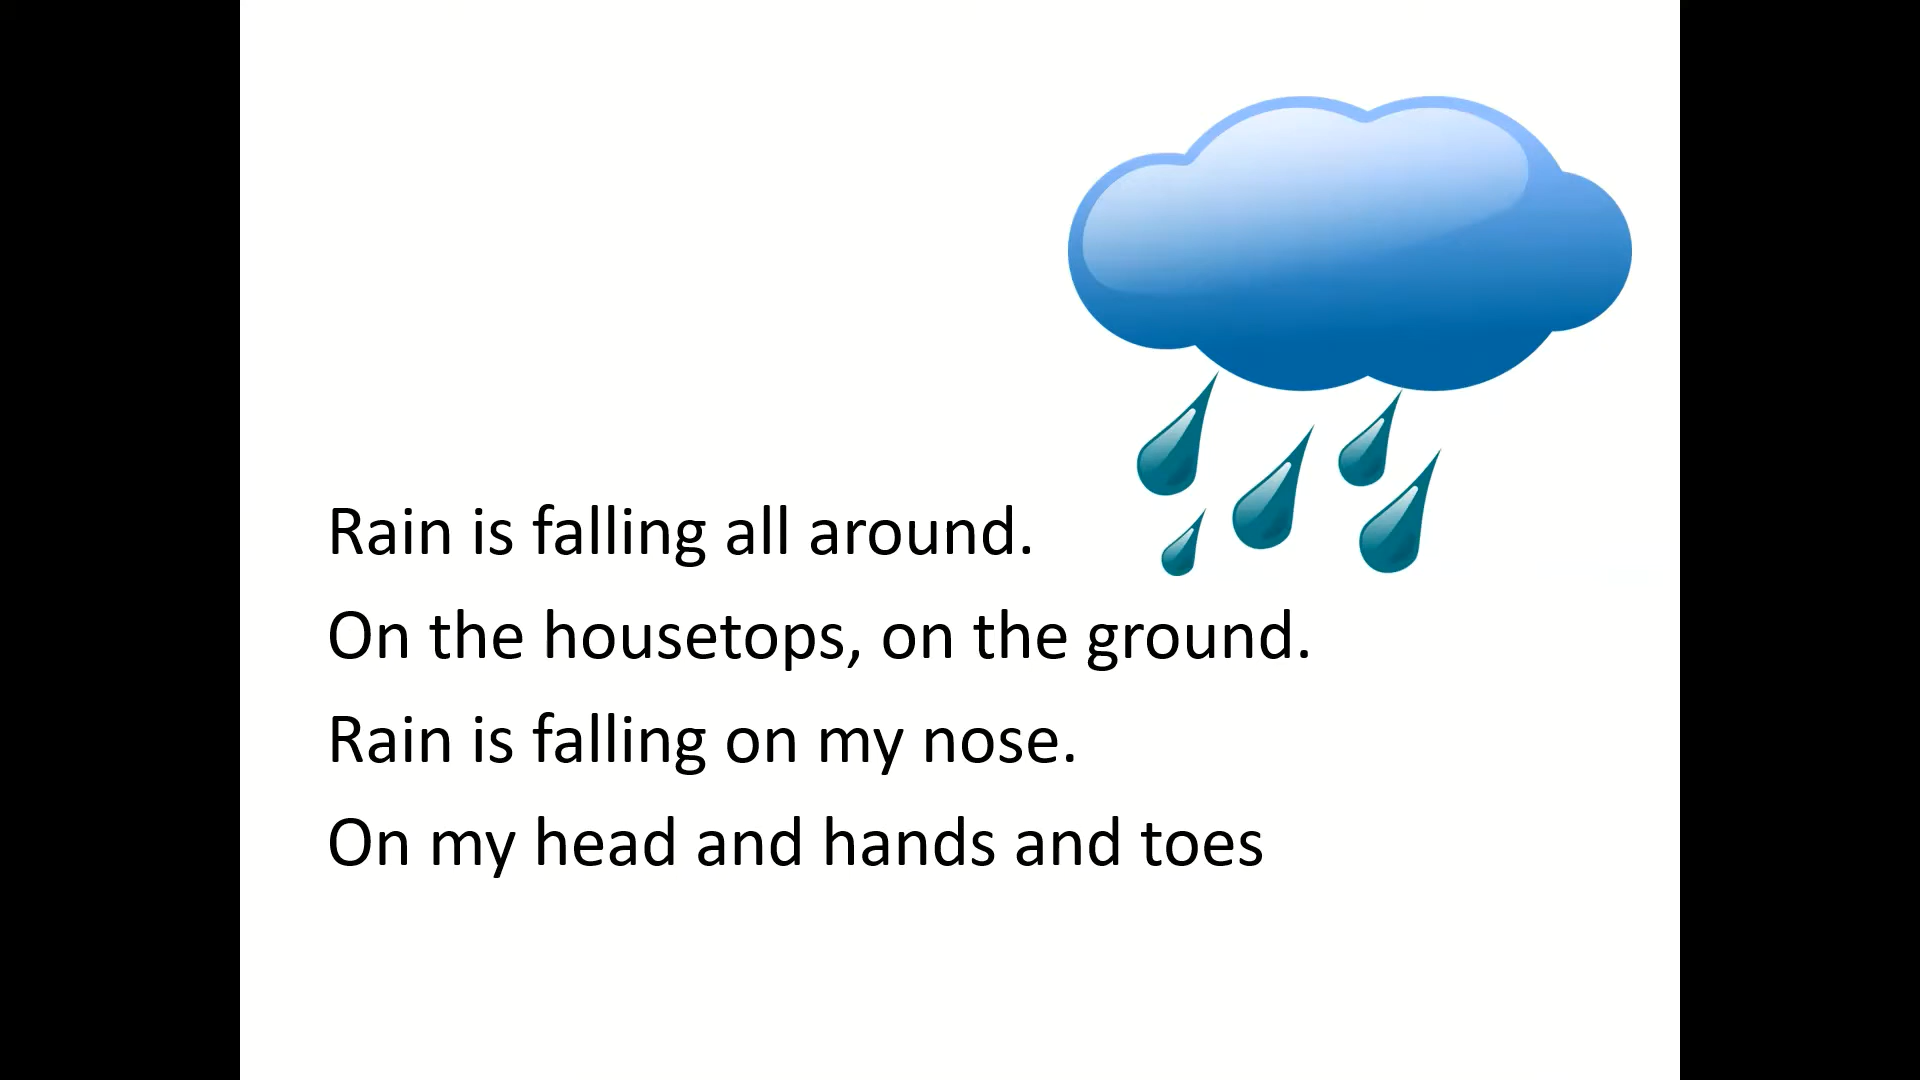 Rain is falling all around.
On the housetops, on the ground.
Rain is falling on my nose.
On my head and hands and toes